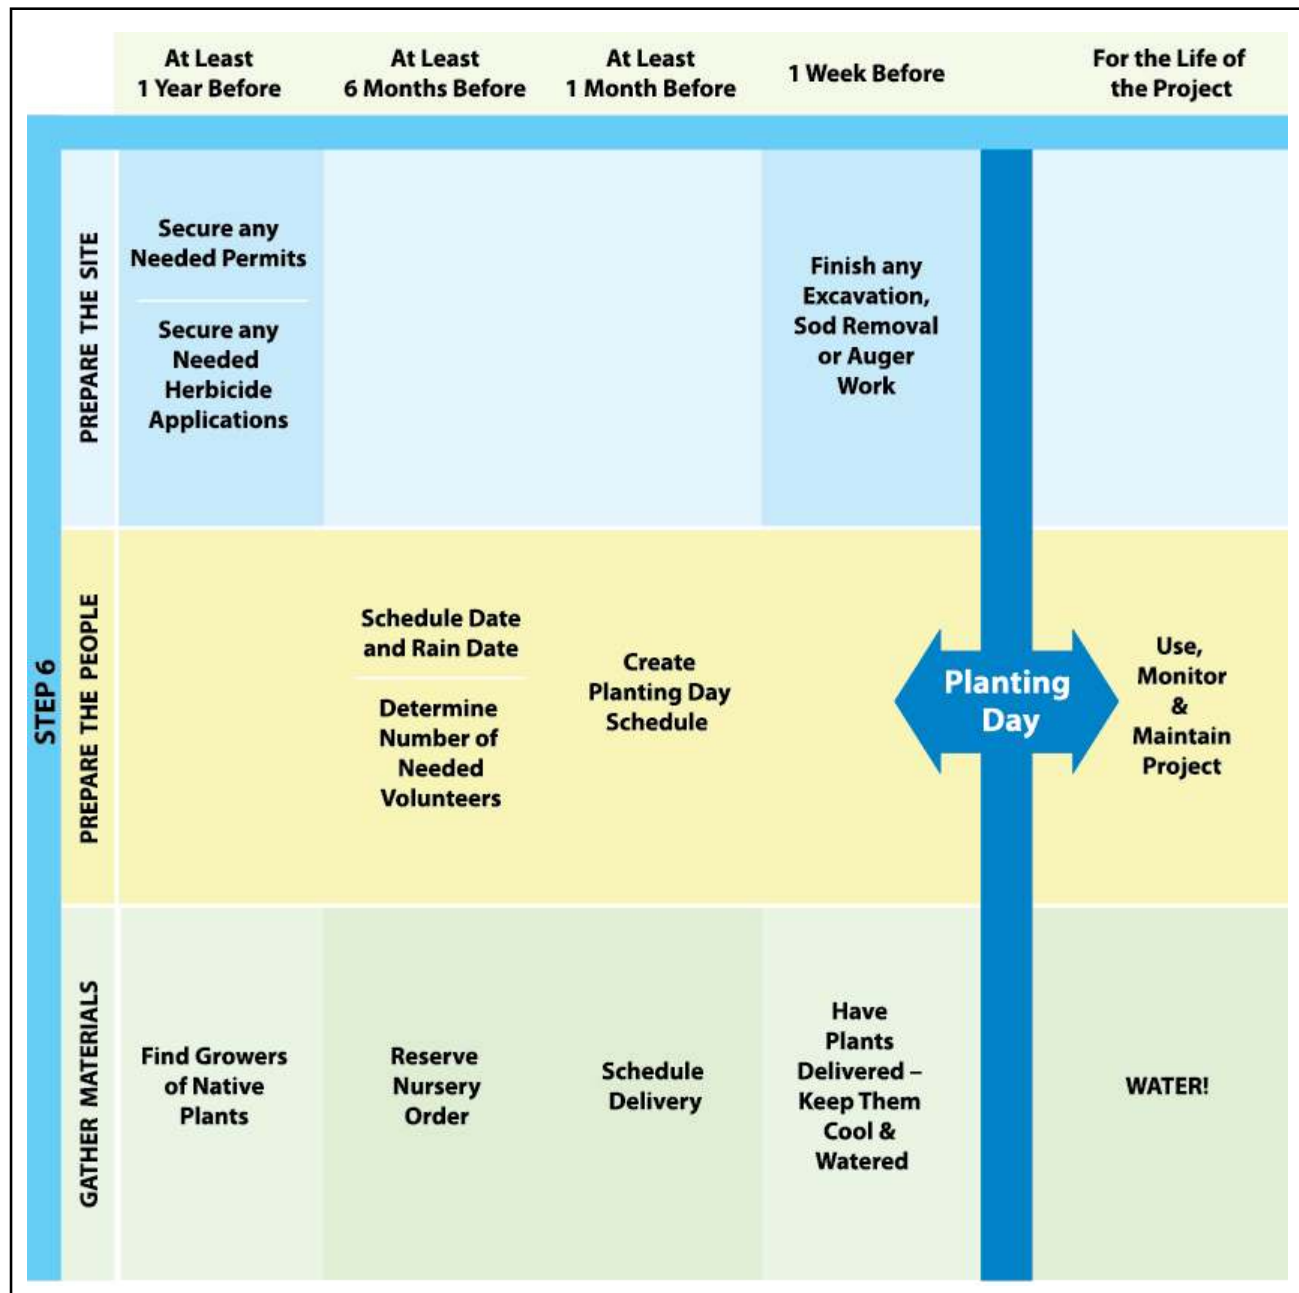 At Least
1 Year Before
At Least
6 Months Before
At Least
1 Month Before
1 Week Before
For the Life of
the Project
STEP 6
PREPARE THE SITE
Secure any
Needed Permits
Secure any
Needed
Herbicide
Applications
Finish any
Excavation,
Sod Removal
or Auger
Work
PREPARE THE PEOPLE
Schedule Date
and Rain Date
Determine
Number of
Needed
Volunteers
Create
Planting Day
Schedule
Planting
Day
Use,
Monitor
&
Maintain
Project
GATHER MATERIALS
Find Growers
of Native
Plants
Reserve
Nursery
Order
Schedule
Delivery
Have
Plants
Delivered –
Keep Them
Cool &
Watered
WATER!